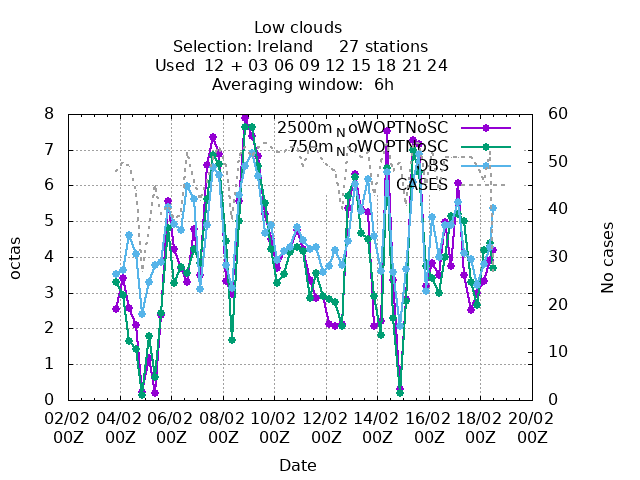 Low clouds
Selection: Ireland 27 stations
Used 12 + 03 06 09 12 15 18 21 24
Averaging window: 6h
8 60
2500m NoWOPTNoSC
750m NoWOPTNoSC
7
50
OBS
6
CASES
40
5
octas
No cases
4
30
3
20
2
10
1
0 0
02/02 04/02 06/02 08/02 10/02 12/02 14/02 16/02 18/02 20/02
00Z 00Z 00Z 00Z 00Z 00Z 00Z 00Z 00Z 00Z
Date